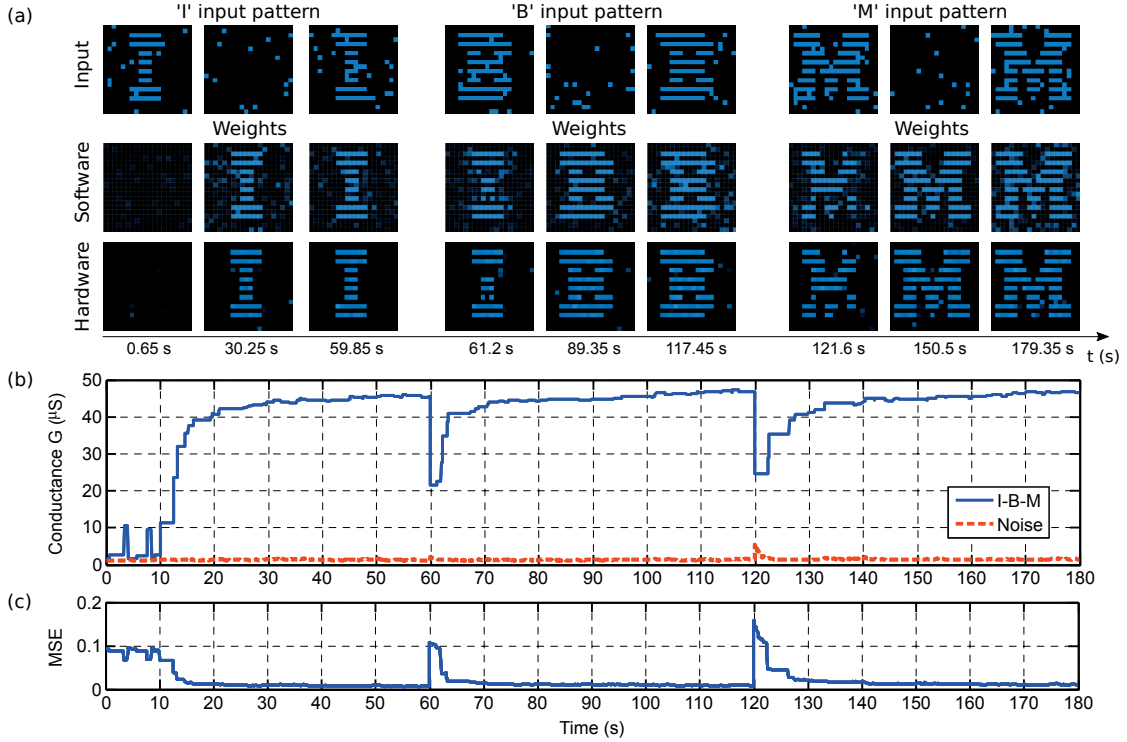 (a)
'I' input pattern 'B' input pattern 'M' input pattern
Input
Weights Weights Weights
Software
Hardware
0.65 s 30.25 s 59.85 s 61.2 s 89.35 s 117.45 s 121.6 s 150.5 s 179.35 s t (s)
(b)
Conductance G (µS)
50
40
30
20
10
0
I-B-M
Noise
0 10 20 30 40 50 60 70 80 90 100 110 120 130 140 150 160 170 180
(c)
MSE
0.2
0.1
0
0 10 20 30 40 50 60 70 80 90 100 110 120 130 140 150 160 170 180
Time (s)